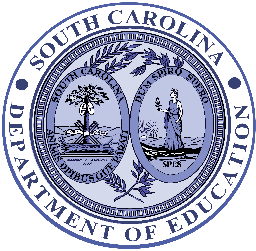 SOUTH CAROLINA
DEPARTMENT OF EDUCATION
SOUTH CAROLINA
DUM SPIRO SPERO
SPES